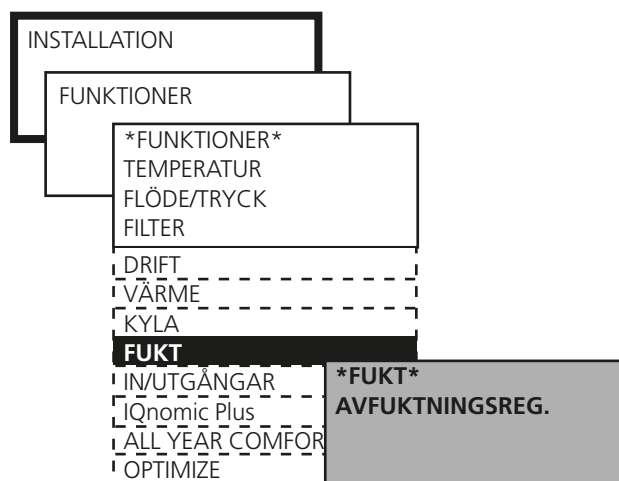 INSTALLATION
FUNKTIONER
*FUNKTIONER*
TEMPERATUR
FLÖDE/TRYCK
FILTER
DRIFT
VÄRME
KYLA
FUKT
IN/UTGÅNGAR
IQnomic Plus
ALL YEAR COMFOR
OPTIMIZE
*FUKT*
AVFUKTNINGSREG.